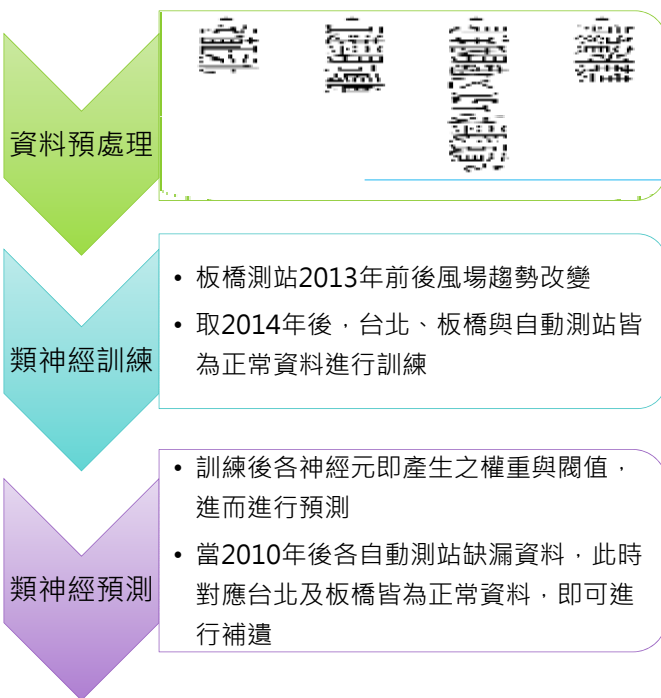 資料預處理
• 板橋測站2013年前後風場趨勢改變
• 取2014年後，台北、板橋與自動測站皆
為正常資料進行訓練
類神經訓練
• 訓練後各神經元即產生之權重與閥值，
進而進行預測
• 當2010年後各自動測站缺漏資料，此時
對應台北及板橋皆為正常資料，即可進
行補遺
類神經預測